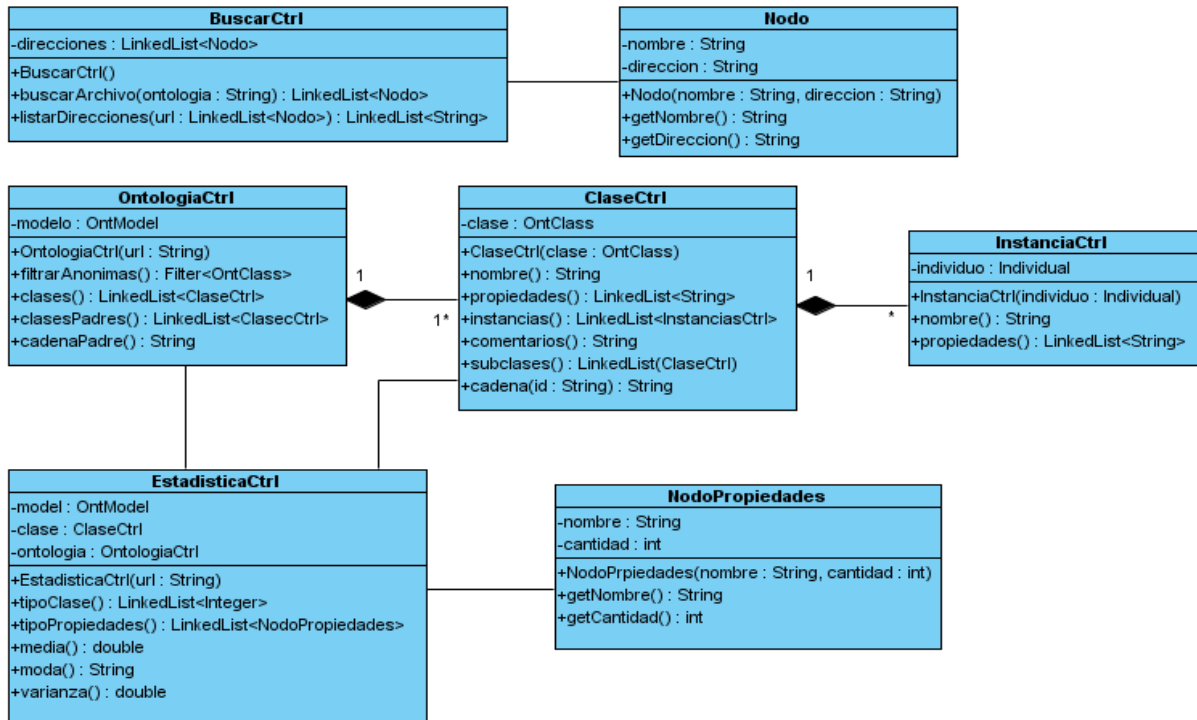 BuscarCtrl
-direcciones : LinkedList<Nodo>
+BuscarCtrl()
+buscarArchivo(ontologia : String) : LinkedList<Nodo>
+listarDirecciones(url : LinkedList<Nodo>) : LinkedList<String>
Nodo
-nombre : String
-direccion : String
+Nodo(nombre : String, direccion : String)
+getNombre() : String
+getDireccion() : String
OntologiaCtrl
-modelo : OntModel
+OntologiaCtrl(url : String)
+filtrarAnonimas() : Filter<OntClass>
+clases() : LinkedList<ClaseCtrl>
+clasesPadres() : LinkedList<ClasecCtrl>
+cadenaPadre() : String
1
1*
ClaseCtrl
-clase : OntClass
+ClaseCtrl(clase : OntClass)
+nombre() : String
+propiedades() : LinkedList<String>
+instancias() : LinkedList<InstanciasCtrl>
+comentarios() : String
+subclases() : LinkedList(ClaseCtrl)
+cadena(id : String) : String
1
*
InstanciaCtrl
-individuo : Individual
+InstanciaCtrl(individuo : Individual)
+nombre() : String
+propiedades() : LinkedList<String>
EstadisticaCtrl
-model : OntModel
-clase : ClaseCtrl
-ontologia : OntologiaCtrl
+EstadisticaCtrl(url : String)
+tipoClase() : LinkedList<Integer>
+tipoPropiedades() : LinkedList<NodoPropiedades>
+media() : double
+moda() : String
+varianza() : double
NodoPropiedades
-nombre : String
-cantidad : int
+NodoPrpiedades(nombre : String, cantidad : int)
+getNombre() : String
+getCantidad() : int